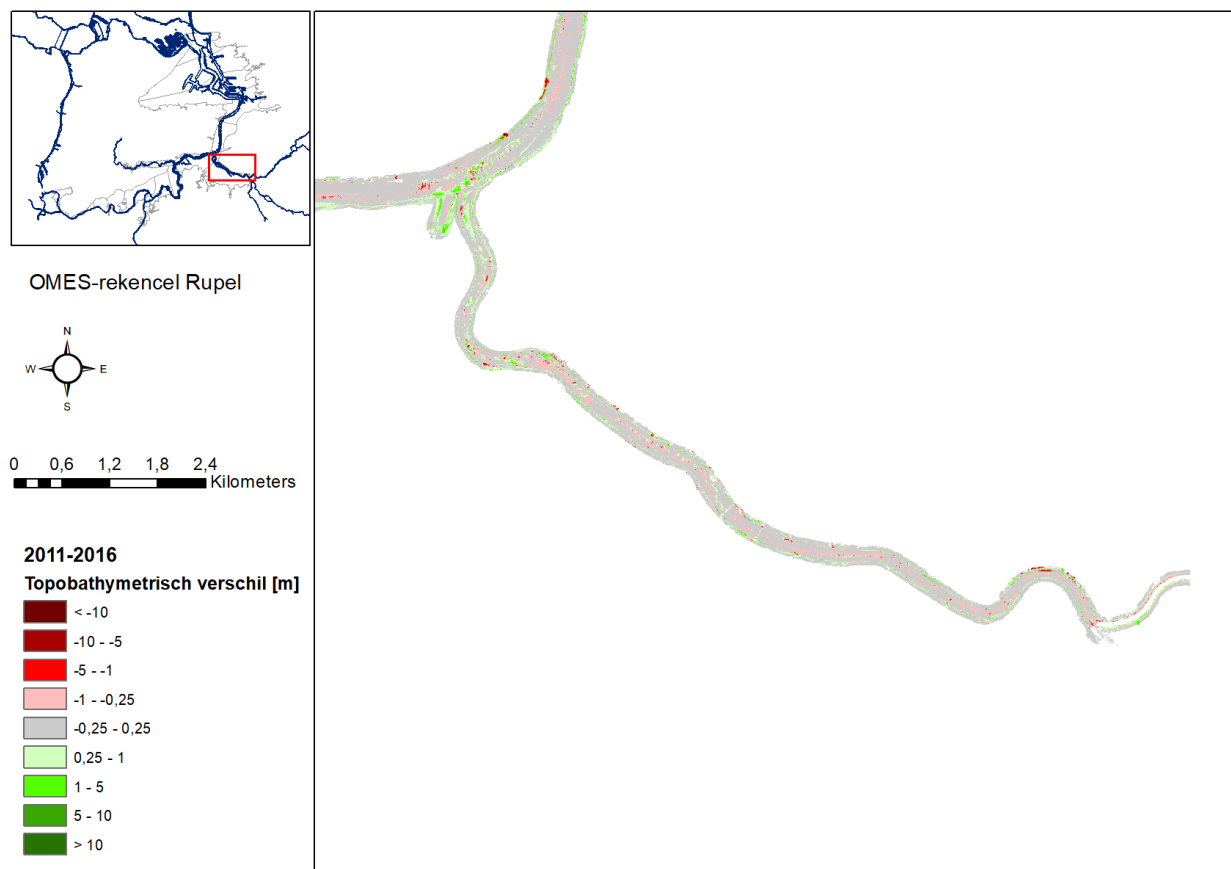 OMES-rekencel Rupel
N
W E
S
0 0,6 1,2 1,8 2,4
Kilometers
2011-2016
Topobathymetrisch verschil [m]
< -10
-10 - -5
-5 - -1
-1 - -0,25
-0,25 - 0,25
0,25 - 1
1 - 5
5 - 10
> 10